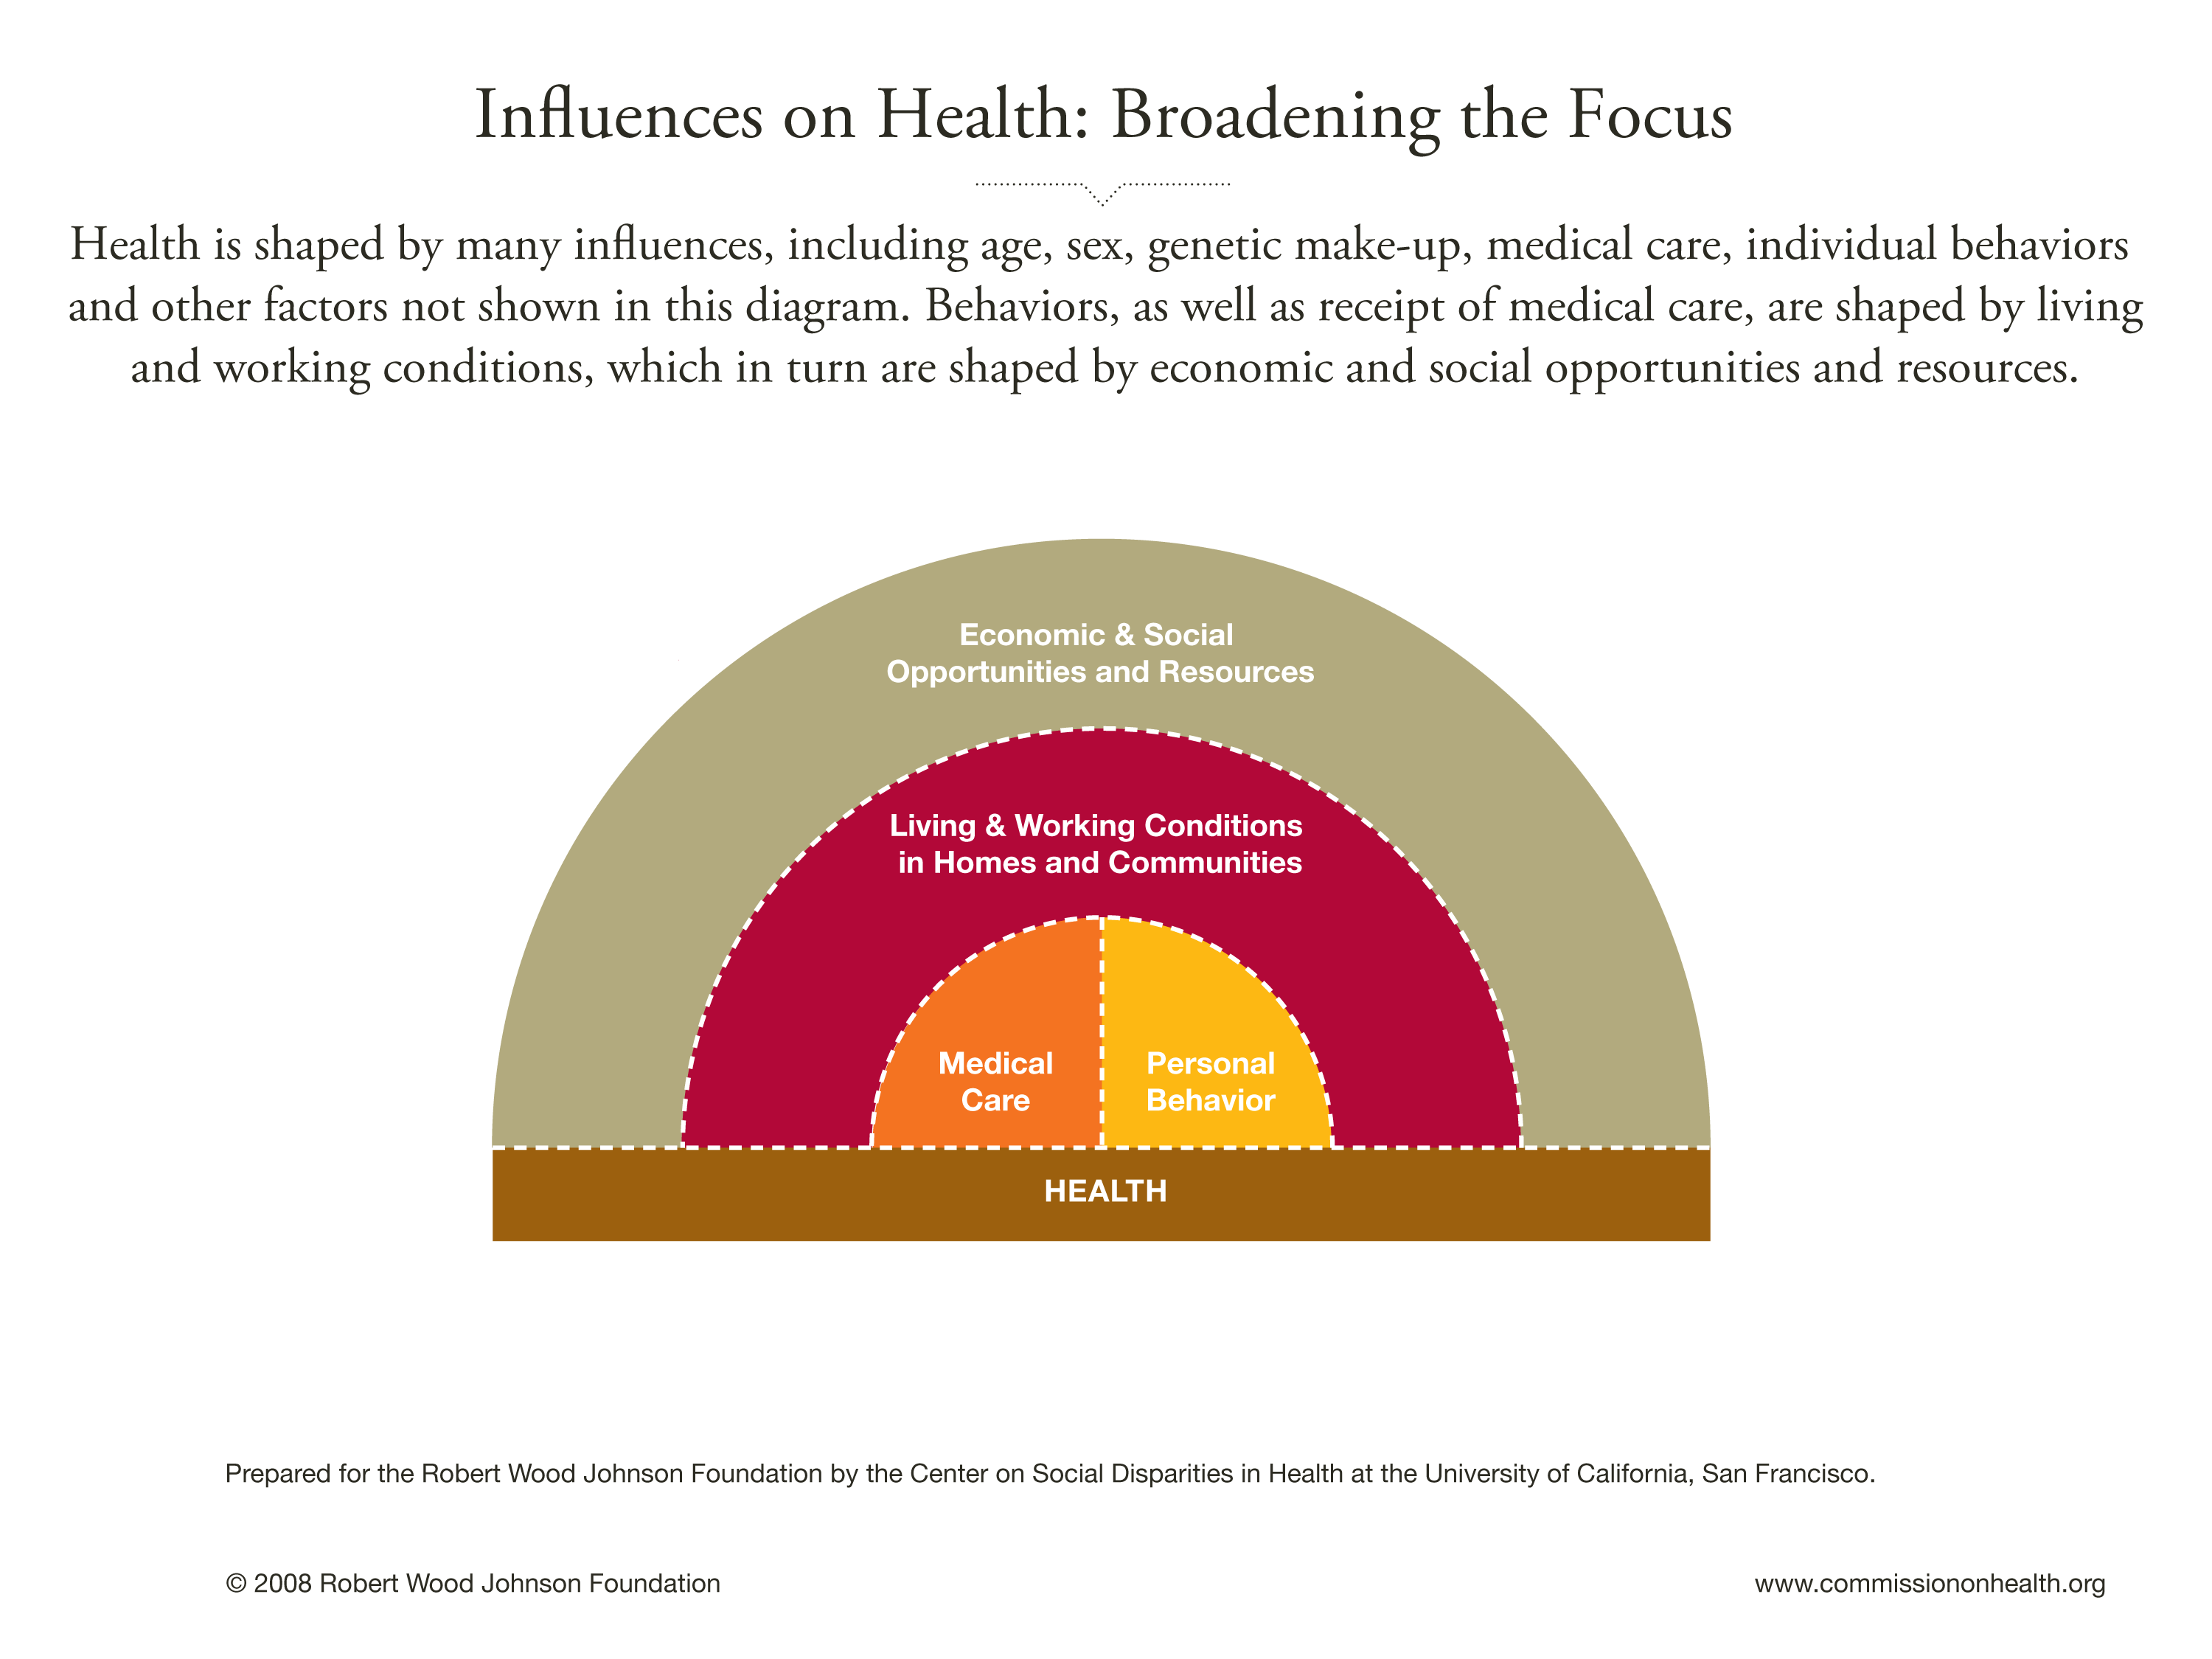 Influences on Health: Broadening the Focus
Health is shaped by many influences, including age, sex, genetic make-up, medical care, individual behaviors
and other factors not shown in this diagram. Behaviors, as well as receipt of medical care, are shaped by living
and working conditions, which in turn are shaped by economic and social opportunities and resources.
Economic & Social
Opportunities and Resources
Living & Working Conditions
in Homes and Communities
Medical
Care
Personal
Behavior
HEALTH
Prepared for the Robert Wood Johnson Foundation by the Center on Social Disparities in Health at the University of California, San Francisco.
© 2008 Robert Wood Johnson Foundation
www.commissiononhealth.org